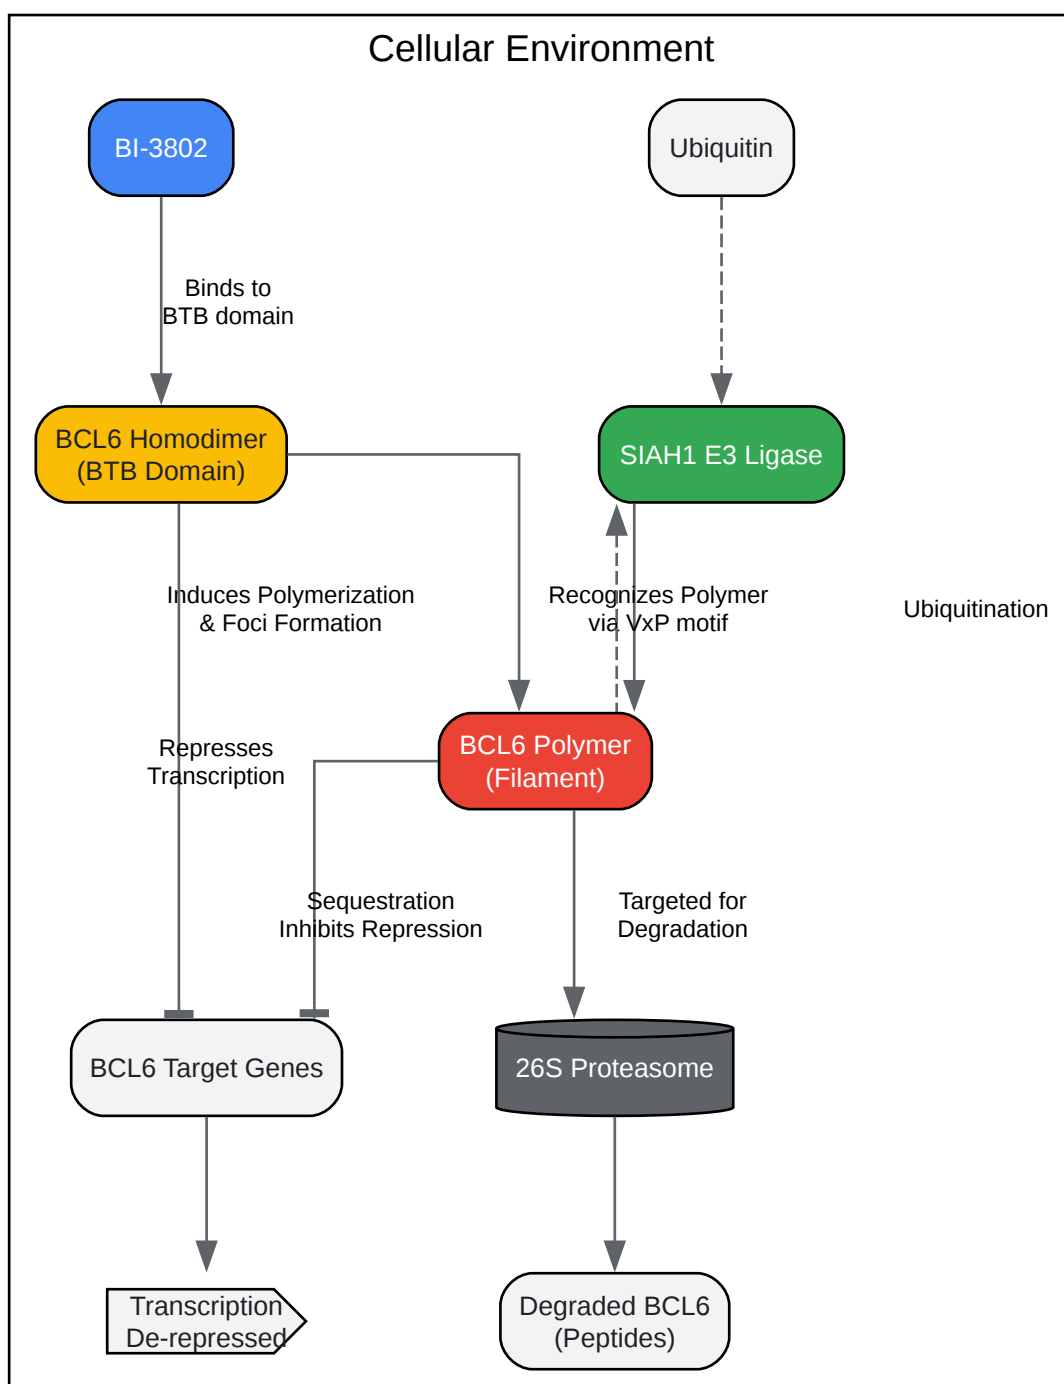 Cellular Environment
BI-3802
Ubiquitin
Binds to
BTB domain
BCL6 Homodimer
(BTB Domain)
SIAH1 E3 Ligase
Induces Polymerization
& Foci Formation
Recognizes Polymer
via VxP motif
Ubiquitination
Represses
Transcription
BCL6 Polymer
(Filament)
Sequestration
Inhibits Repression
Targeted for
Degradation
BCL6 Target Genes
26S Proteasome
Transcription
De-repressed
Degraded BCL6
(Peptides)